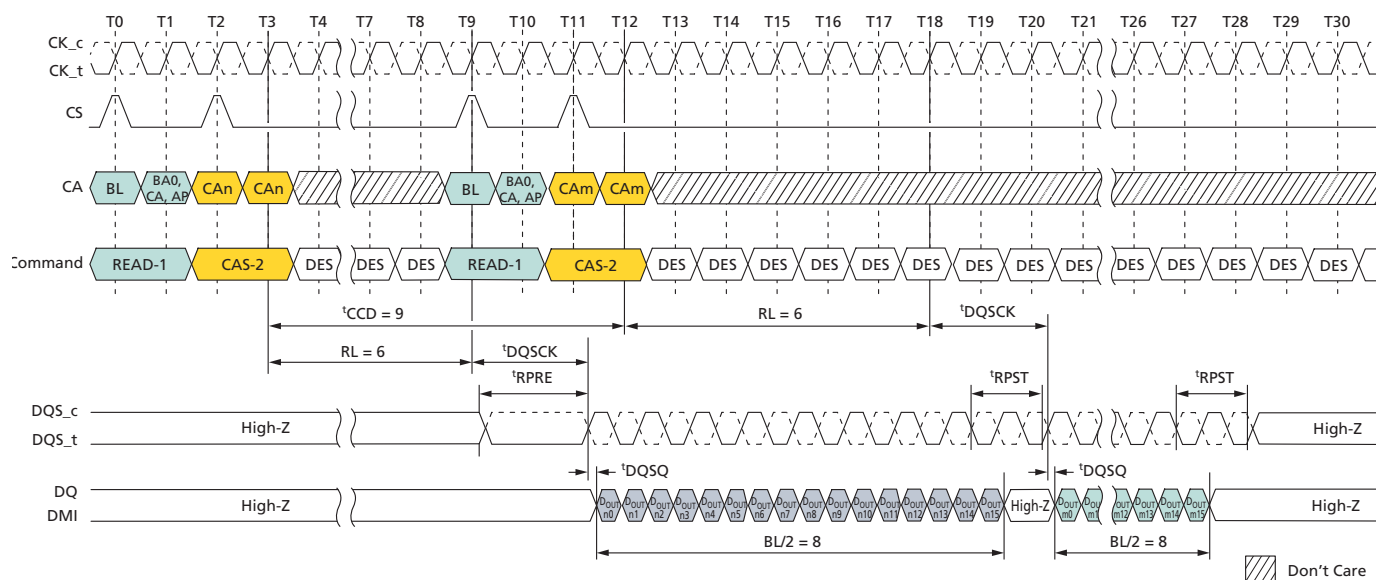 T0 T1 T2 T3 T4 T7 T8 T9 T10 T11 T12 T13 T14 T15 T16 T17 T18 T19 T20 T21 T26 T27 T28 T29 T30
CK_c
CK_t
CS
CA BL BA0, CA, AP CAn CAn BL BA0, CA, AP CAm CAm
Command READ-1 CAS-2 DES DES DES READ-1 CAS-2 DES DES DES DES DES DES DES DES DES DES DES DES DES DES
tCCD = 9 RL = 6 tDQSCK
RL = 6 tDQSCK
tRPRE tRPST tRPST
DQS_c
DQS_t High-Z High-Z
tDQSQ tDQSQ
DQ
DMI High-Z DOUT n0 DOUT n1 DOUT n2 DOUT n3 DOUT n4 DOUT n5 DOUT n6 DOUT n7 DOUT n8 DOUT n9 DOUT n10 DOUT n11 DOUT n12 DOUT n13 DOUT n14 DOUT n15 High-Z DOUT m0 DOUT m1 DOUT m12 DOUT m13 DOUT m14 DOUT m15 High-Z
BL/2 = 8 BL/2 = 8
Don't Care